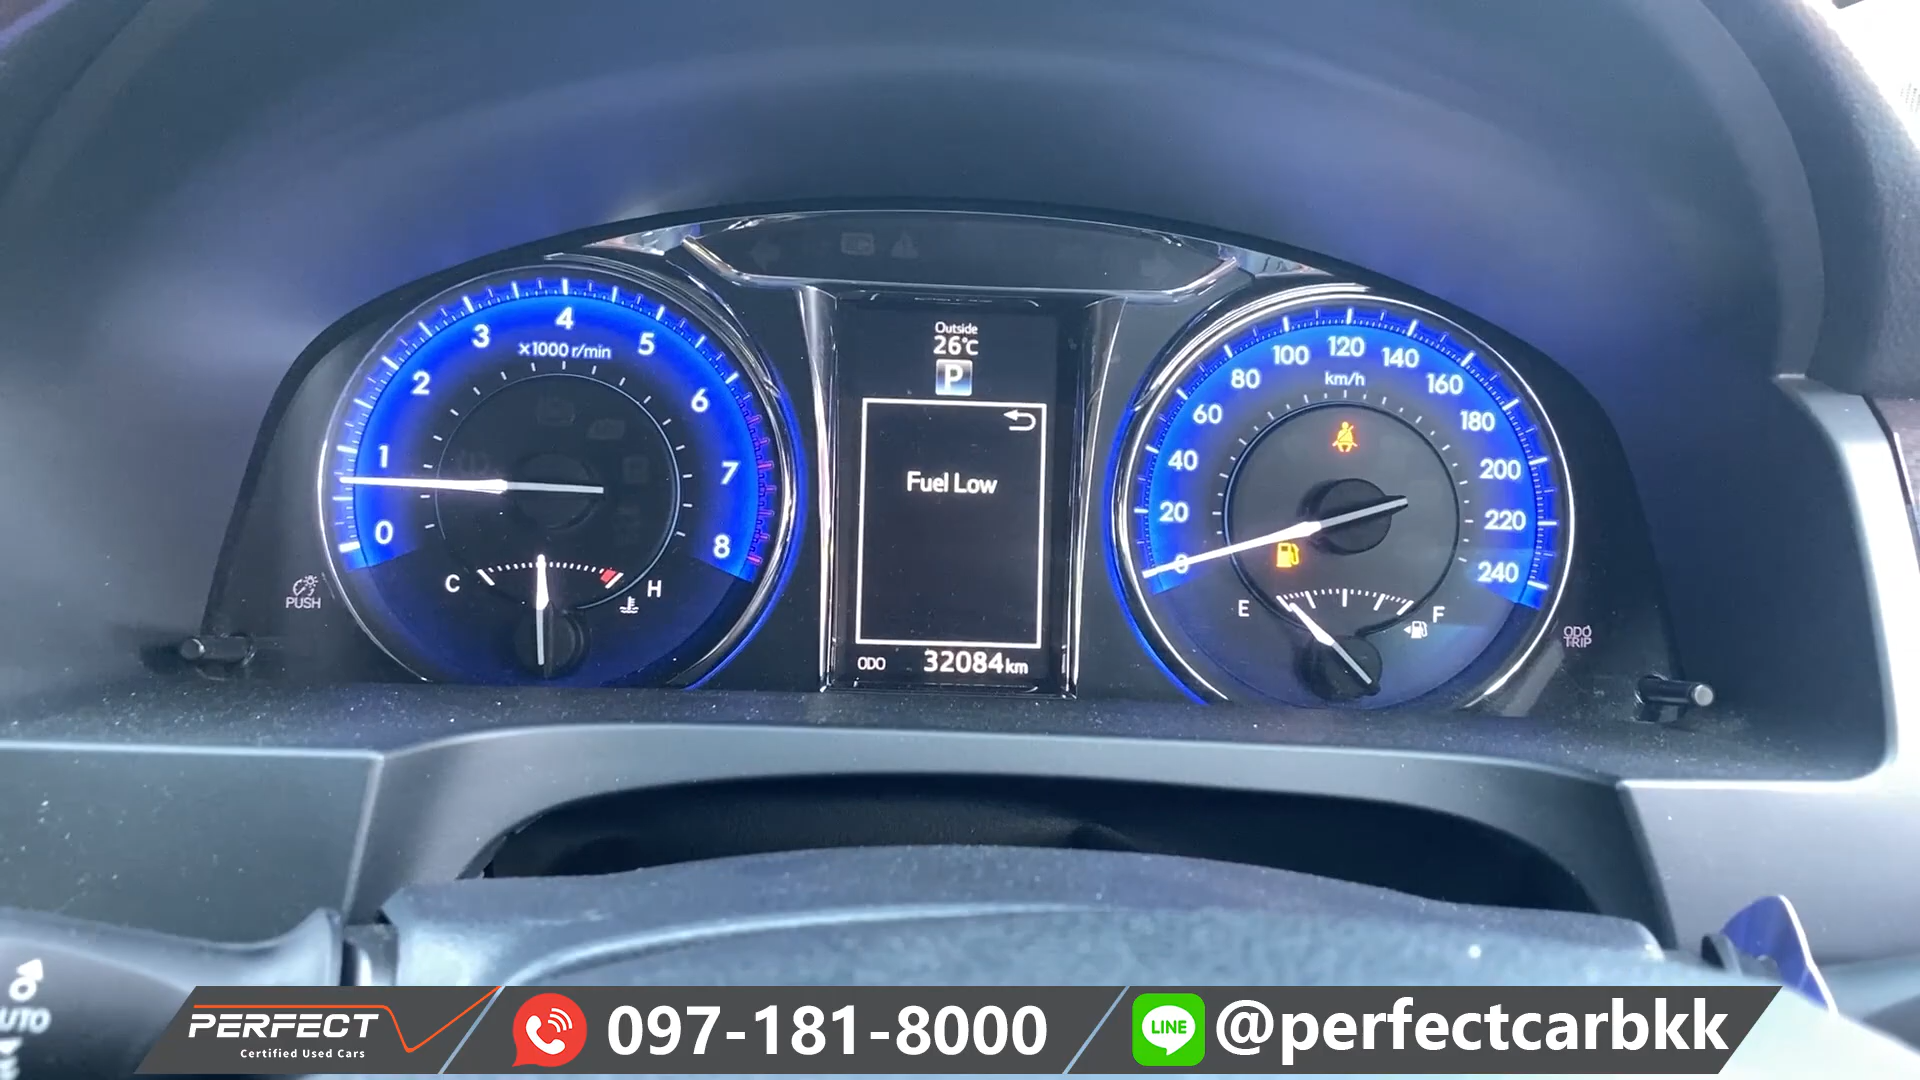 4
3
5
×1000 r/min
2
6
1
7
0
8
C
H
PUSH
Outside
26℃
P
Fuel Low
ODO
32084km
120
100
140
km/h
80
160
60
180
40
200
20
220
0
240
E
F
ODO
TRIP
AUTO
PERFECT
Certified Used Cars
097-181-8000
LINE
@perfectcarbkk